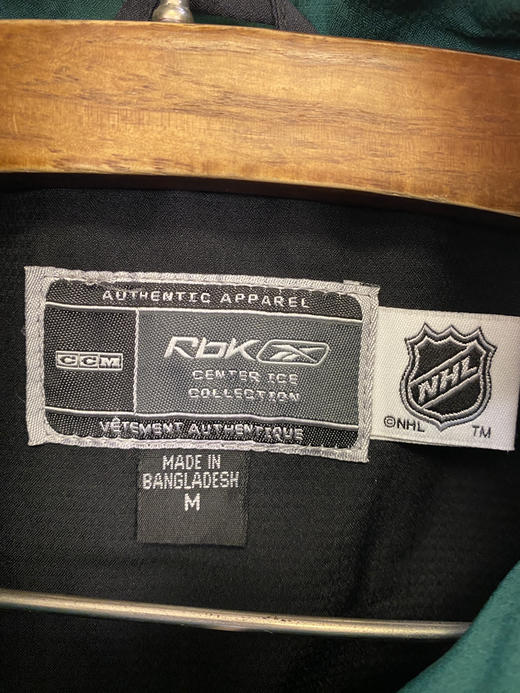 AUTHENTIC APPAREL
CCM
RbK
CENTER ICE
COLLECTION
VÊTEMENT AUTHENTIQUE
NHL
©NHL TM
MADE IN
BANGLADESH
M